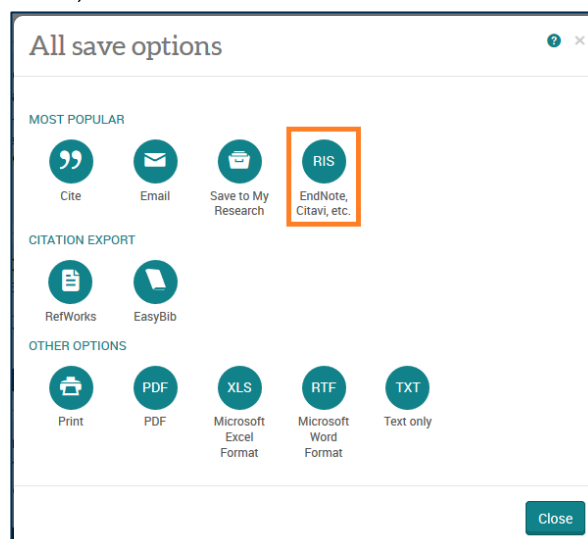 All save options
?
×
MOST POPULAR
Cite
Email
Save to My
Research
RIS
EndNote,
Citavi, etc.
CITATION EXPORT
RefWorks
EasyBib
OTHER OPTIONS
Print
PDF
PDF
XLS
Microsoft
Excel
Format
RTF
Microsoft
Word
Format
TXT
Text only
Close